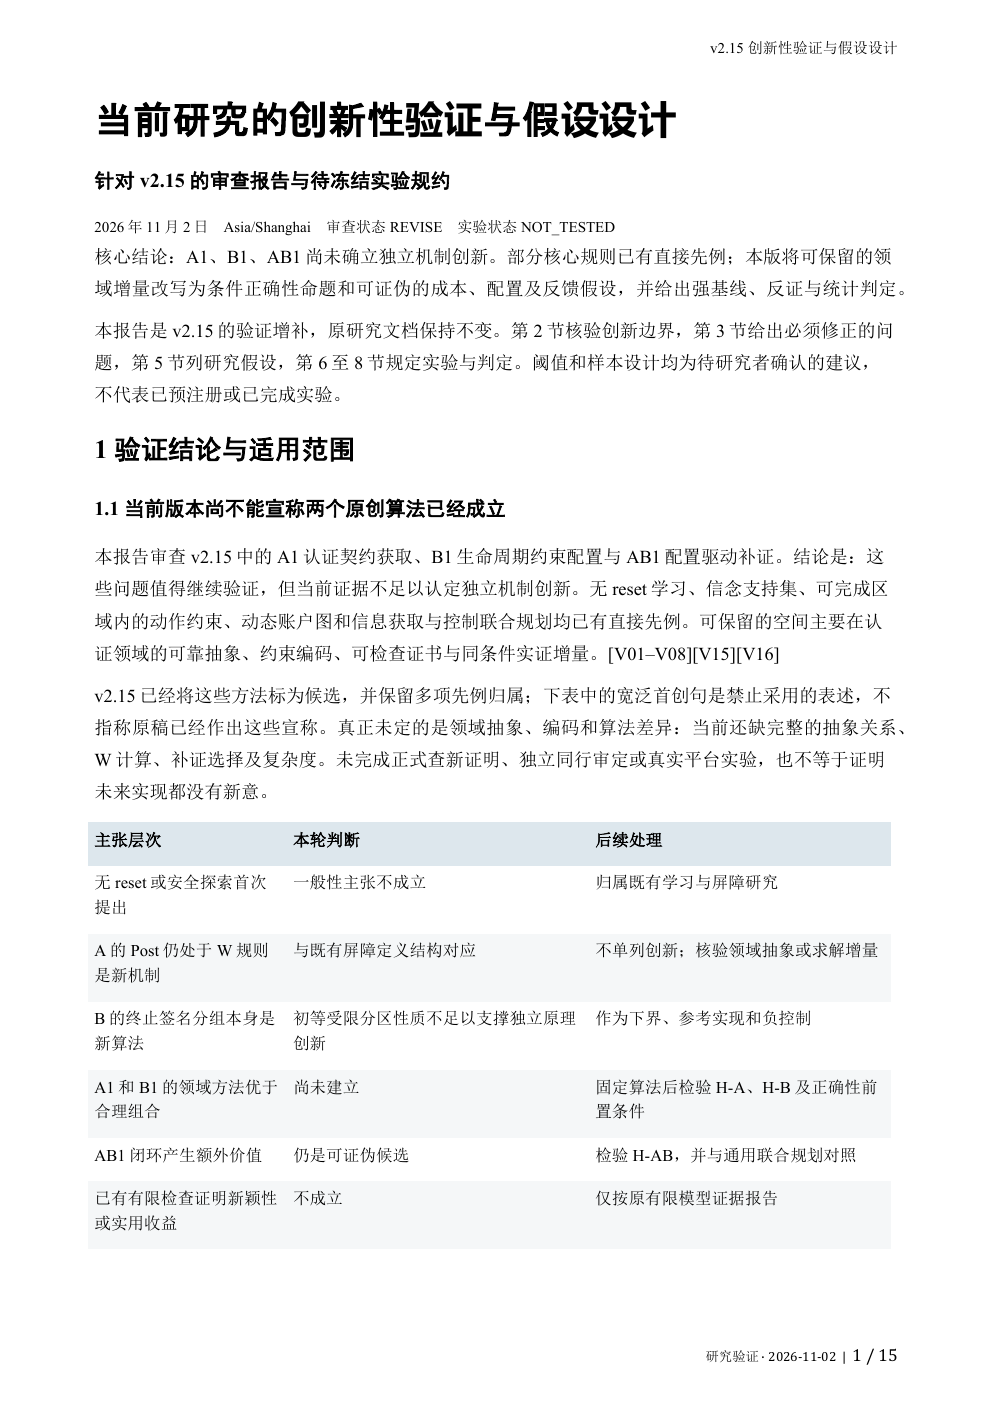 v2.15 创新性验证与假设设计
当前研究的创新性验证与假设设计
针对 v2.15 的审查报告与待冻结实验规约
2026 年 11 月 2 日 Asia/Shanghai 审查状态 REVISE 实验状态 NOT_TESTED
核心结论：A1、B1、AB1 尚未确立独立机制创新。部分核心规则已有直接先例；本版将可保留的领
域增量改写为条件正确性命题和可证伪的成本、配置及反馈假设，并给出强基线、反证与统计判定。
本报告是 v2.15 的验证增补，原研究文档保持不变。第 2 节核验创新边界，第 3 节给出必须修正的问
题，第 5 节列研究假设，第 6 至 8 节规定实验与判定。阈值和样本设计均为待研究者确认的建议，
不代表已预注册或已完成实验。
1 验证结论与适用范围
1.1 当前版本尚不能宣称两个原创算法已经成立
本报告审查 v2.15 中的 A1 认证契约获取、B1 生命周期约束配置与 AB1 配置驱动补证。结论是：这
些问题值得继续验证，但当前证据不足以认定独立机制创新。无 reset 学习、信念支持集、可完成区
域内的动作约束、动态账户图和信息获取与控制联合规划均已有直接先例。可保留的空间主要在认
证领域的可靠抽象、约束编码、可检查证书与同条件实证增量。[V01–V08][V15][V16]
v2.15 已经将这些方法标为候选，并保留多项先例归属；下表中的宽泛首创句是禁止采用的表述，不
指称原稿已经作出这些宣称。真正未定的是领域抽象、编码和算法差异：当前还缺完整的抽象关系、
W 计算、补证选择及复杂度。未完成正式查新证明、独立同行审定或真实平台实验，也不等于证明
未来实现都没有新意。
主张层次 本轮判断 后续处理
无 reset 或安全探索首次 一般性主张不成立 归属既有学习与屏障研究
提出
A 的 Post 仍处于 W 规则 与既有屏障定义结构对应 不单列创新；核验领域抽象或求解增量
是新机制
B 的终止签名分组本身是 初等受限分区性质不足以支撑独立原理 作为下界、参考实现和负控制
新算法 创新
A1 和 B1 的领域方法优于 尚未建立 固定算法后检验 H-A、H-B 及正确性前
合理组合 置条件
AB1 闭环产生额外价值 仍是可证伪候选 检验 H-AB，并与通用联合规划对照
已有有限检查证明新颖性 不成立 仅按原有限模型证据报告
或实用收益
研究验证 · 2026-11-02 | 1 / 15